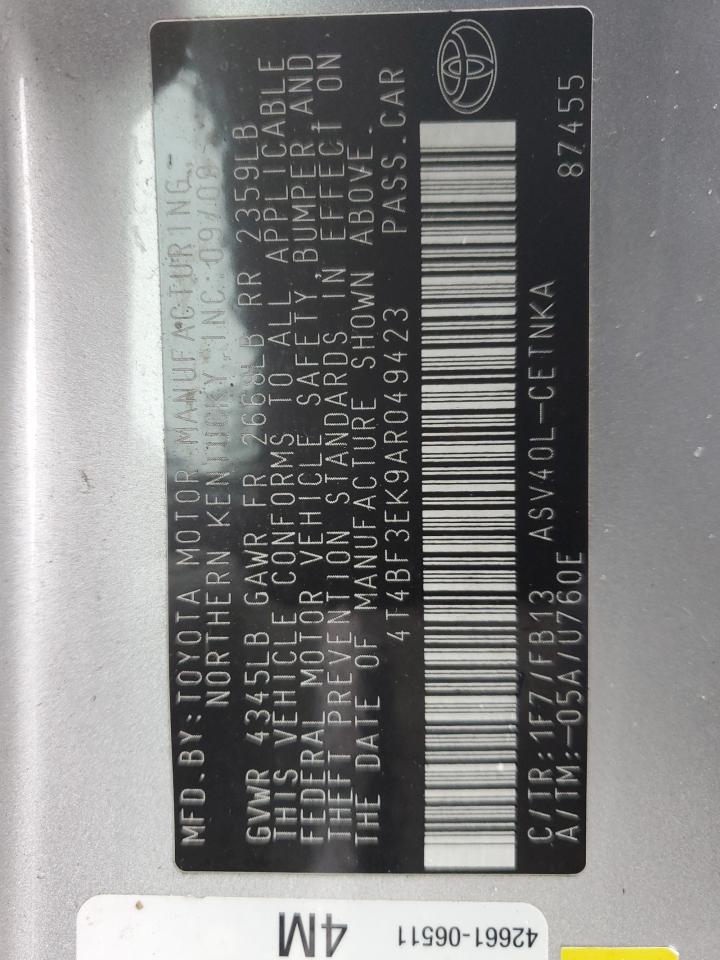 MFD.BY:TOYOTA MOTOR MANUFACTURING,
NORTHERN KENTUCKY,INC. 09/09
GVWR 4345LB GAWR FR 2668LB RR 2359LB
THIS VEHICLE CONFORMS TO ALL APPLICABLE
FEDERAL MOTOR VEHICLE SAFETY,BUMPER,AND
THEFT PREVENTION STANDARDS IN EFFECT ON
THE DATE OF MANUFACTURE SHOWN ABOVE.
4T4BF3EK9AR049423 PASS.CAR
C/TR:1F7/FB13 ASV40L-CETNKA 87455
A/TM:-05A/U760E
42661-06511
4M